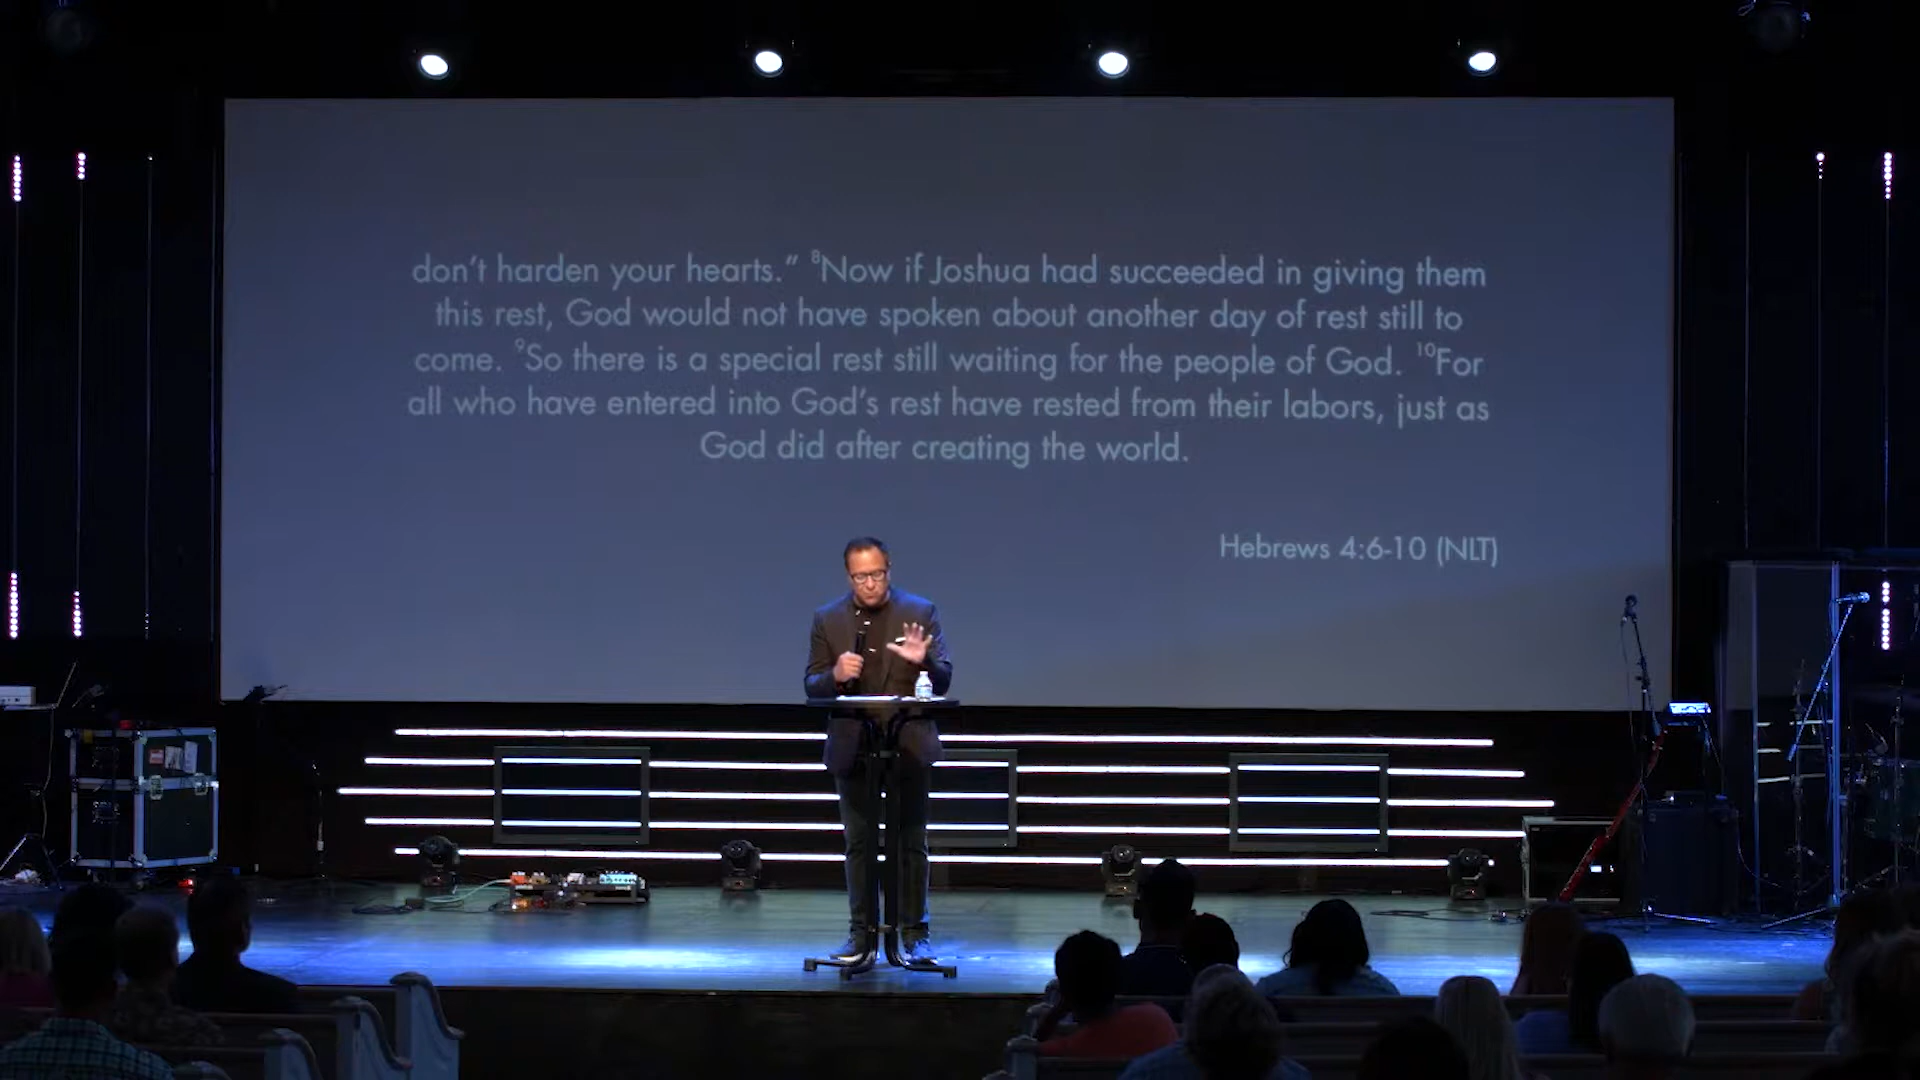 don't harden your hearts." ⁸Now if Joshua had succeeded in giving them
this rest, God would not have spoken about another day of rest still to
come. ⁹So there is a special rest still waiting for the people of God. ¹⁰For
all who have entered into God's rest have rested from their labors, just as
God did after creating the world.
Hebrews 4:6-10 (NLT)